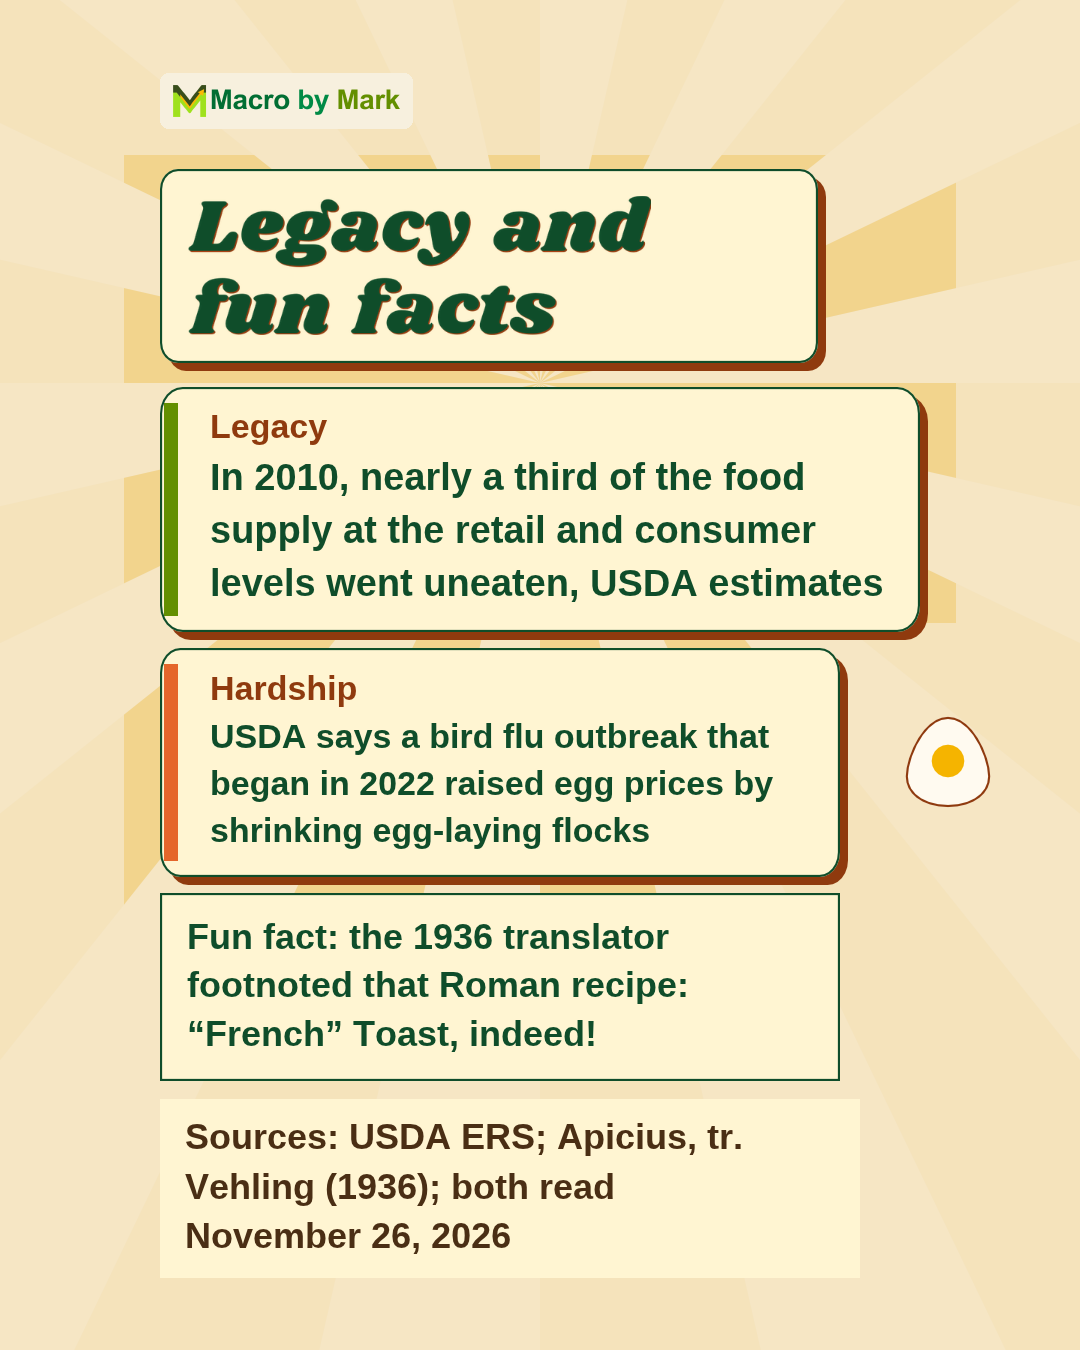 Macro by Mark
Legacy and
fun facts
Legacy
In 2010, nearly a third of the food
supply at the retail and consumer
levels went uneaten, USDA estimates
Hardship
USDA says a bird flu outbreak that
began in 2022 raised egg prices by
shrinking egg-laying flocks
Fun fact: the 1936 translator
footnoted that Roman recipe:
“French” Toast, indeed!
Sources: USDA ERS; Apicius, tr.
Vehling (1936); both read
November 26, 2026